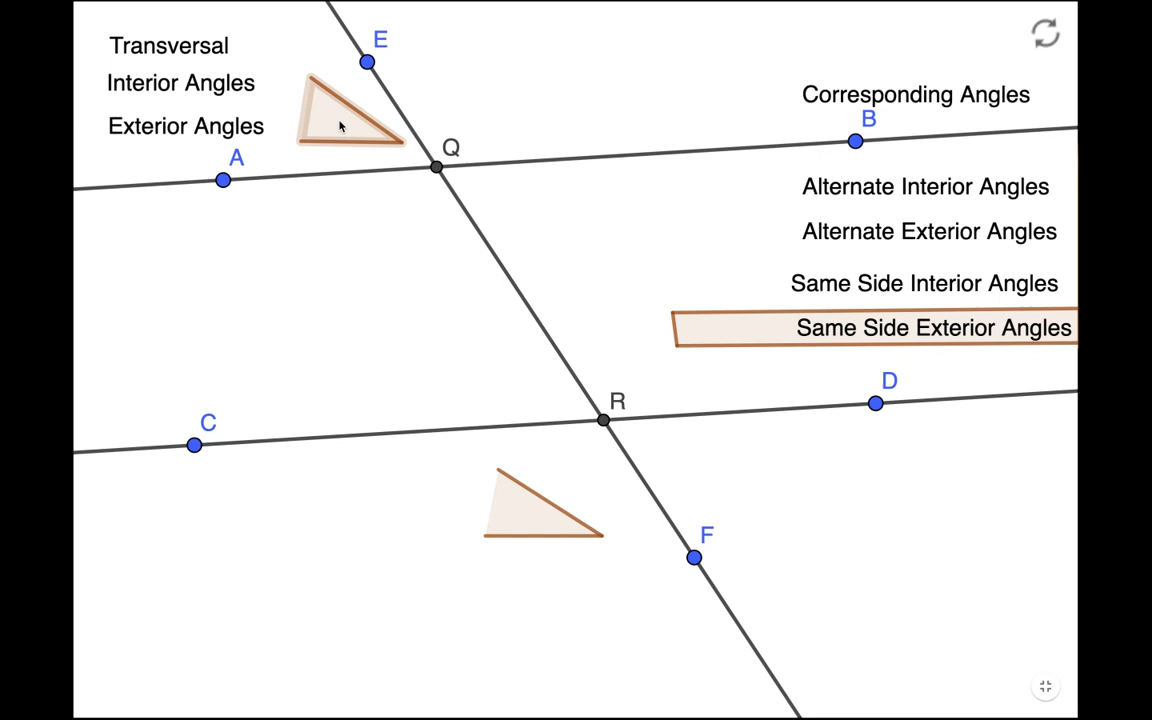 Transversal
Interior Angles
Exterior Angles
E
A
Q
Corresponding Angles
B
Alternate Interior Angles
Alternate Exterior Angles
Same Side Interior Angles
Same Side Exterior Angles
D
R
C
F